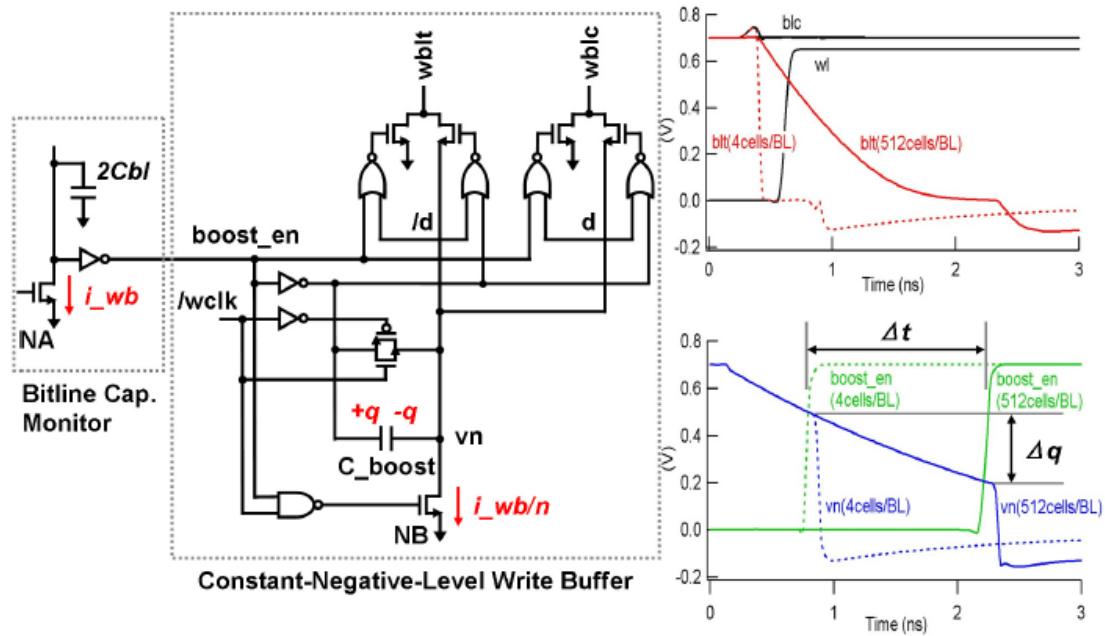 2Cbl
boost_en
i_wb
NA
Bitline Cap.
Monitor
wblt
wblc
/d
d
/wclk
+q -q
C_boost
vn
i_wb/n
NB
Constant-Negative-Level Write Buffer
0.8
0.6
0.4
0.2
0.0
-0.2
(V)
blc
wl
blt(4cells/BL)
blt(512cells/BL)
0 1 2 3
Time (ns)
0.8
0.6
0.4
0.2
0.0
-0.2
(V)
Δt
boost_en
(4cells/BL)
boost_en
(512cells/BL)
Δq
vn(4cells/BL)
vn(512cells/BL)
0 1 2 3
Time (ns)